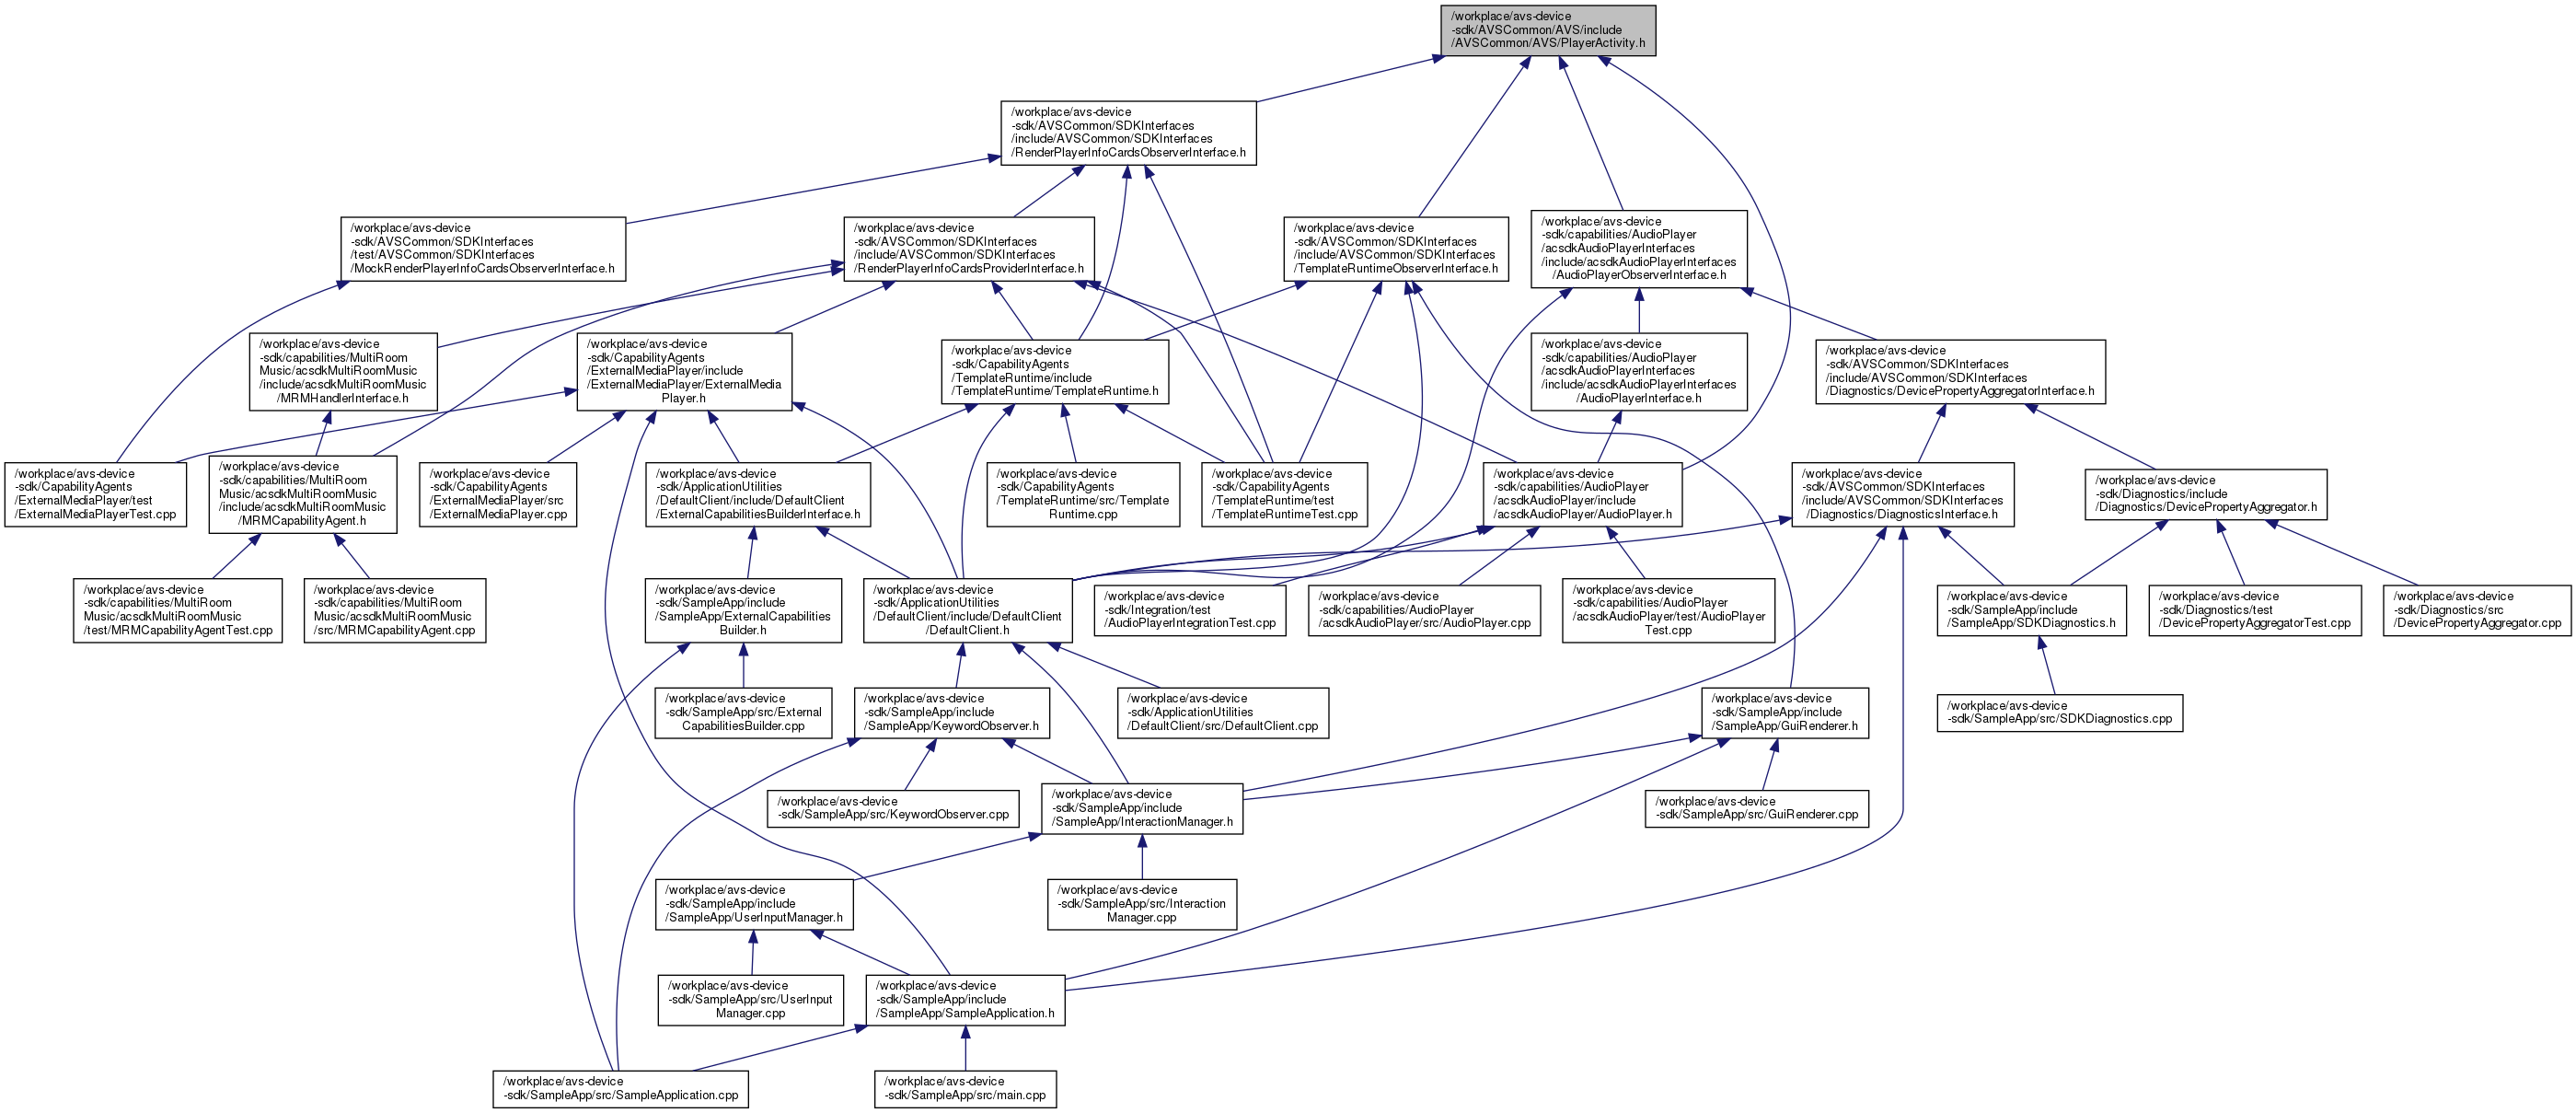 /workplace/avs-device
-sdk/AVSCommon/AVS/include
/AVSCommon/AVS/PlayerActivity.h
/workplace/avs-device
-sdk/AVSCommon/SDKInterfaces
/include/AVSCommon/SDKInterfaces
/RenderPlayerInfoCardsObserverInterface.h
/workplace/avs-device
-sdk/AVSCommon/SDKInterfaces
/test/AVSCommon/SDKInterfaces
/MockRenderPlayerInfoCardsObserverInterface.h
/workplace/avs-device
-sdk/AVSCommon/SDKInterfaces
/include/AVSCommon/SDKInterfaces
/RenderPlayerInfoCardsProviderInterface.h
/workplace/avs-device
-sdk/AVSCommon/SDKInterfaces
/include/AVSCommon/SDKInterfaces
/TemplateRuntimeObserverInterface.h
/workplace/avs-device
-sdk/capabilities/AudioPlayer
/acsdkAudioPlayerInterfaces
/include/acsdkAudioPlayerInterfaces
/AudioPlayerObserverInterface.h
/workplace/avs-device
-sdk/capabilities/MultiRoom
Music/acsdkMultiRoomMusic
/include/acsdkMultiRoomMusic
/MRMHandlerInterface.h
/workplace/avs-device
-sdk/CapabilityAgents
/ExternalMediaPlayer/include
/ExternalMediaPlayer/ExternalMedia
Player.h
/workplace/avs-device
-sdk/CapabilityAgents
/TemplateRuntime/include
/TemplateRuntime/TemplateRuntime.h
/workplace/avs-device
-sdk/capabilities/AudioPlayer
/acsdkAudioPlayerInterfaces
/include/acsdkAudioPlayerInterfaces
/AudioPlayerInterface.h
/workplace/avs-device
-sdk/AVSCommon/SDKInterfaces
/include/AVSCommon/SDKInterfaces
/Diagnostics/DevicePropertyAggregatorInterface.h
/workplace/avs-device
-sdk/CapabilityAgents
/ExternalMediaPlayer/test
/ExternalMediaPlayerTest.cpp
/workplace/avs-device
-sdk/capabilities/MultiRoom
Music/acsdkMultiRoomMusic
/include/acsdkMultiRoomMusic
/MRMCapabilityAgent.h
/workplace/avs-device
-sdk/CapabilityAgents
/ExternalMediaPlayer/src
/ExternalMediaPlayer.cpp
/workplace/avs-device
-sdk/ApplicationUtilities
/DefaultClient/include/DefaultClient
/ExternalCapabilitiesBuilderInterface.h
/workplace/avs-device
-sdk/CapabilityAgents
/TemplateRuntime/src/Template
Runtime.cpp
/workplace/avs-device
-sdk/CapabilityAgents
/TemplateRuntime/test
/TemplateRuntimeTest.cpp
/workplace/avs-device
-sdk/capabilities/AudioPlayer
/acsdkAudioPlayer/include
/acsdkAudioPlayer/AudioPlayer.h
/workplace/avs-device
-sdk/AVSCommon/SDKInterfaces
/include/AVSCommon/SDKInterfaces
/Diagnostics/DiagnosticsInterface.h
/workplace/avs-device
-sdk/Diagnostics/include
/Diagnostics/DevicePropertyAggregator.h
/workplace/avs-device
-sdk/capabilities/MultiRoom
Music/acsdkMultiRoomMusic
/test/MRMCapabilityAgentTest.cpp
/workplace/avs-device
-sdk/capabilities/MultiRoom
Music/acsdkMultiRoomMusic
/src/MRMCapabilityAgent.cpp
/workplace/avs-device
-sdk/SampleApp/include
/SampleApp/ExternalCapabilities
Builder.h
/workplace/avs-device
-sdk/ApplicationUtilities
/DefaultClient/include/DefaultClient
/DefaultClient.h
/workplace/avs-device
-sdk/Integration/test
/AudioPlayerIntegrationTest.cpp
/workplace/avs-device
-sdk/capabilities/AudioPlayer
/acsdkAudioPlayer/src/AudioPlayer.cpp
/workplace/avs-device
-sdk/capabilities/AudioPlayer
/acsdkAudioPlayer/test/AudioPlayer
Test.cpp
/workplace/avs-device
-sdk/SampleApp/include
/SampleApp/SDKDiagnostics.h
/workplace/avs-device
-sdk/Diagnostics/test
/DevicePropertyAggregatorTest.cpp
/workplace/avs-device
-sdk/Diagnostics/src
/DevicePropertyAggregator.cpp
/workplace/avs-device
-sdk/SampleApp/src/External
CapabilitiesBuilder.cpp
/workplace/avs-device
-sdk/SampleApp/include
/SampleApp/KeywordObserver.h
/workplace/avs-device
-sdk/ApplicationUtilities
/DefaultClient/src/DefaultClient.cpp
/workplace/avs-device
-sdk/SampleApp/include
/SampleApp/GuiRenderer.h
/workplace/avs-device
-sdk/SampleApp/src/SDKDiagnostics.cpp
/workplace/avs-device
-sdk/SampleApp/src/KeywordObserver.cpp
/workplace/avs-device
-sdk/SampleApp/include
/SampleApp/InteractionManager.h
/workplace/avs-device
-sdk/SampleApp/src/GuiRenderer.cpp
/workplace/avs-device
-sdk/SampleApp/include
/SampleApp/UserInputManager.h
/workplace/avs-device
-sdk/SampleApp/src/Interaction
Manager.cpp
/workplace/avs-device
-sdk/SampleApp/src/UserInput
Manager.cpp
/workplace/avs-device
-sdk/SampleApp/include
/SampleApp/SampleApplication.h
/workplace/avs-device
-sdk/SampleApp/src/SampleApplication.cpp
/workplace/avs-device
-sdk/SampleApp/src/main.cpp